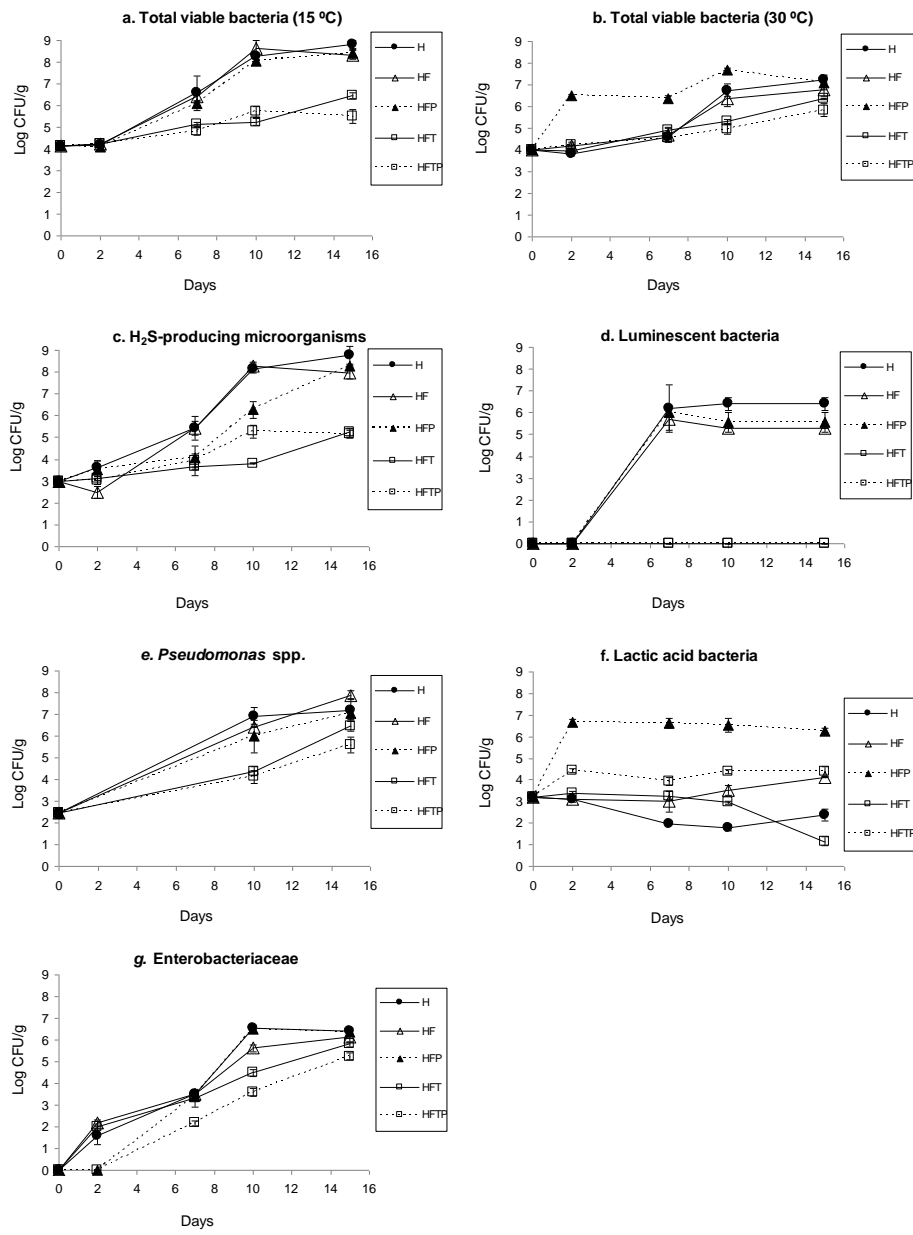 a. Total viable bacteria (15 ºC)
Log CFU/g
9
8
7
6
5
4
3
2
1
0
0 2 4 6 8 10 12 14 16
Days
H
HF
HFP
HFT
HFTP
b. Total viable bacteria (30 ºC)
Log CFU/g
9
8
7
6
5
4
3
2
1
0
0 2 4 6 8 10 12 14 16
Days
H
HF
HFP
HFT
HFTP
c. H₂S-producing microorganisms
Log CFU/g
9
8
7
6
5
4
3
2
1
0
0 2 4 6 8 10 12 14 16
Days
H
HF
HFP
HFT
HFTP
d. Luminescent bacteria
Log CFU/g
9
8
7
6
5
4
3
2
1
0
0 2 4 6 8 10 12 14 16
Days
H
HF
HFP
HFT
HFTP
e. Pseudomonas spp.
Log CFU/g
9
8
7
6
5
4
3
2
1
0
0 2 4 6 8 10 12 14 16
Days
H
HF
HFP
HFT
HFTP
f. Lactic acid bacteria
Log CFU/g
9
8
7
6
5
4
3
2
1
0
0 2 4 6 8 10 12 14 16
Days
H
HF
HFP
HFT
HFTP
g. Enterobacteriaceae
Log CFU/g
9
8
7
6
5
4
3
2
1
0
0 2 4 6 8 10 12 14 16
Days
H
HF
HFP
HFT
HFTP